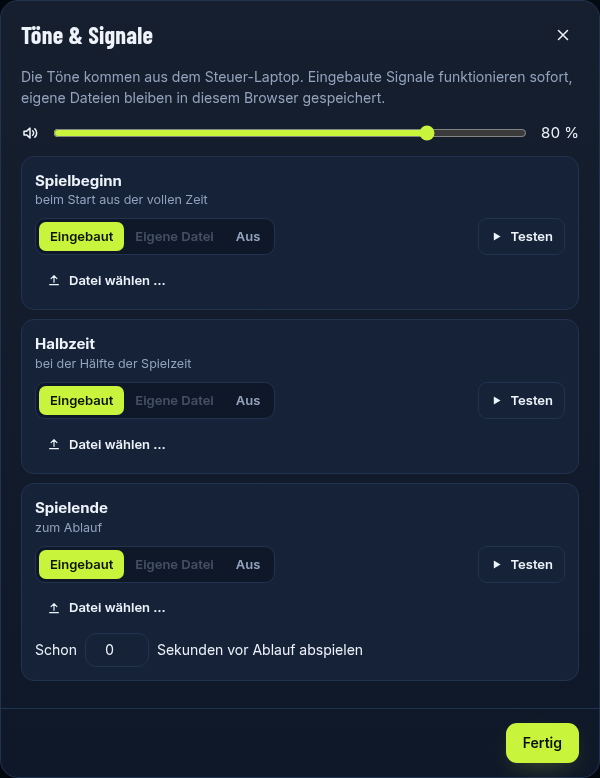 Töne & Signale
Die Töne kommen aus dem Steuer-Laptop. Eingebaute Signale funktionieren sofort,
eigene Dateien bleiben in diesem Browser gespeichert.
80 %
Spielbeginn
beim Start aus der vollen Zeit
Eingebaut Eigene Datei Aus Testen
Datei wählen ...
Halbzeit
bei der Hälfte der Spielzeit
Eingebaut Eigene Datei Aus Testen
Datei wählen ...
Spielende
zum Ablauf
Eingebaut Eigene Datei Aus Testen
Datei wählen ...
Schon 0 Sekunden vor Ablauf abspielen
Fertig